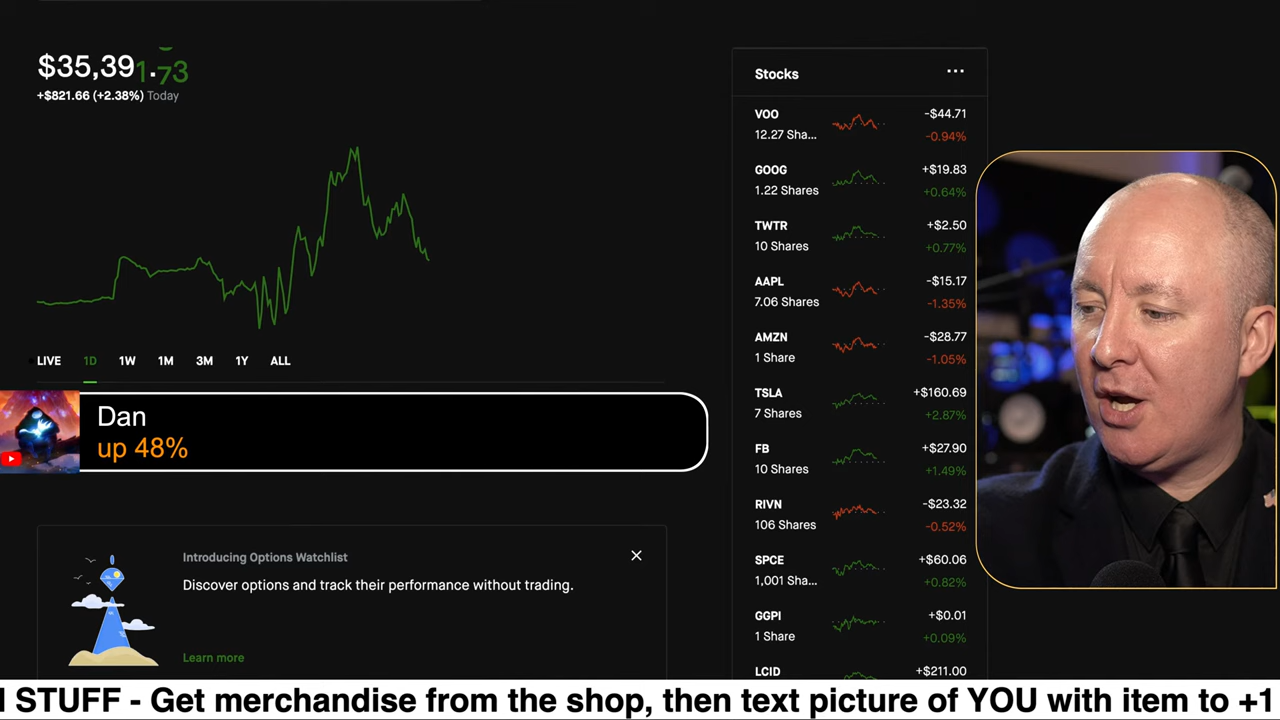 $35,391.73
+$821.66 (+2.38%) Today
LIVE 1D 1W 1M 3M 1Y ALL
Dan
up 48%
Introducing Options Watchlist
Discover options and track their performance without trading.
Learn more
Stocks
VOO -$44.71
12.27 Sha... -0.94%
GOOG +$19.83
1.22 Shares +0.64%
TWTR +$2.50
10 Shares +0.77%
AAPL -$15.17
7.06 Shares -1.35%
AMZN -$28.77
1 Share -1.05%
TSLA +$160.69
7 Shares +2.87%
FB +$27.90
10 Shares +1.49%
RIVN -$23.32
106 Shares -0.52%
SPCE +$60.06
1,001 Sha... +0.82%
GGPI +$0.01
1 Share +0.09%
LCID +$211.00
STUFF - Get merchandise from the shop, then text picture of YOU with item to +1